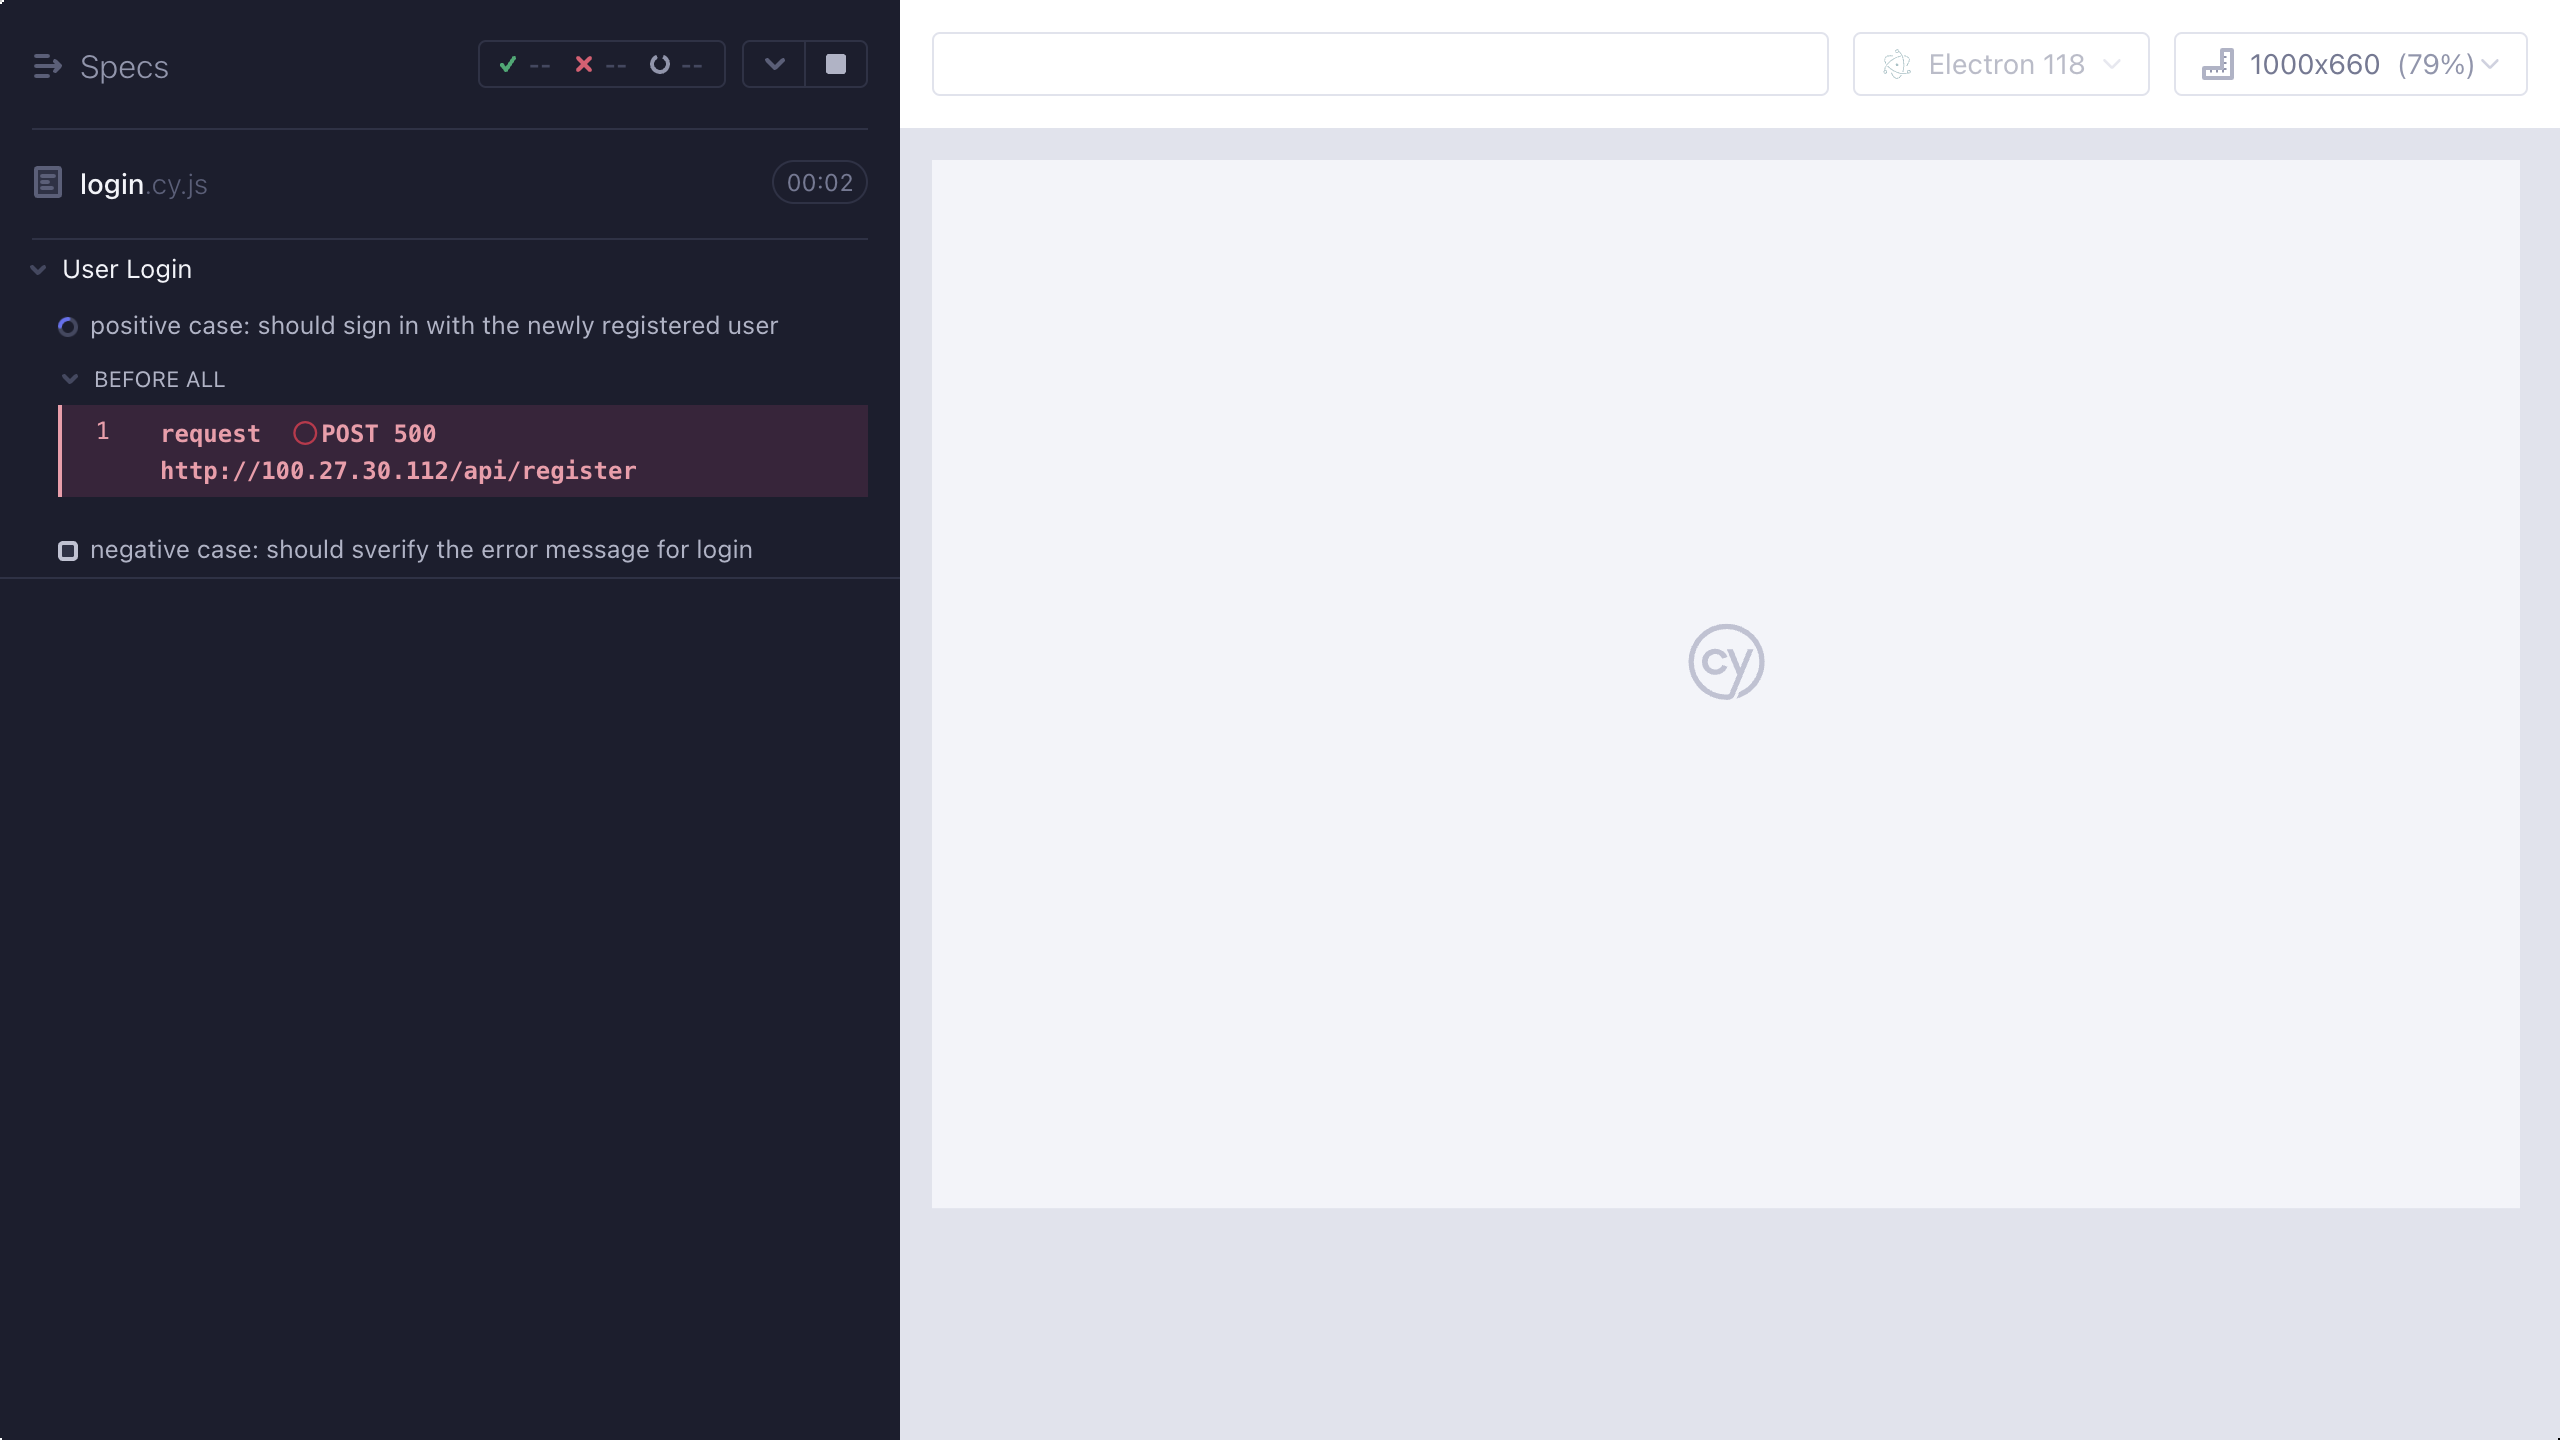 Specs
-- -- --
login.cy.js
00:02
User Login
positive case: should sign in with the newly registered user
BEFORE ALL
1 request POST 500
http://100.27.30.112/api/register
negative case: should sverify the error message for login
Electron 118
1000x660 (79%)
cy